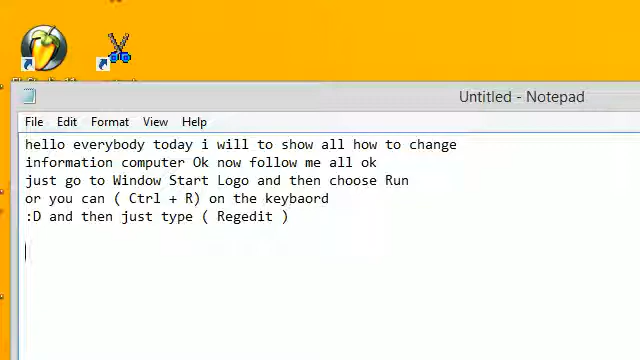 Untitled - Notepad
File Edit Format View Help
hello everybody today i will to show all how to change
information computer Ok now follow me all ok
just go to Window Start Logo and then choose Run
or you can ( Ctrl + R) on the keybaord
:D and then just type ( Regedit )